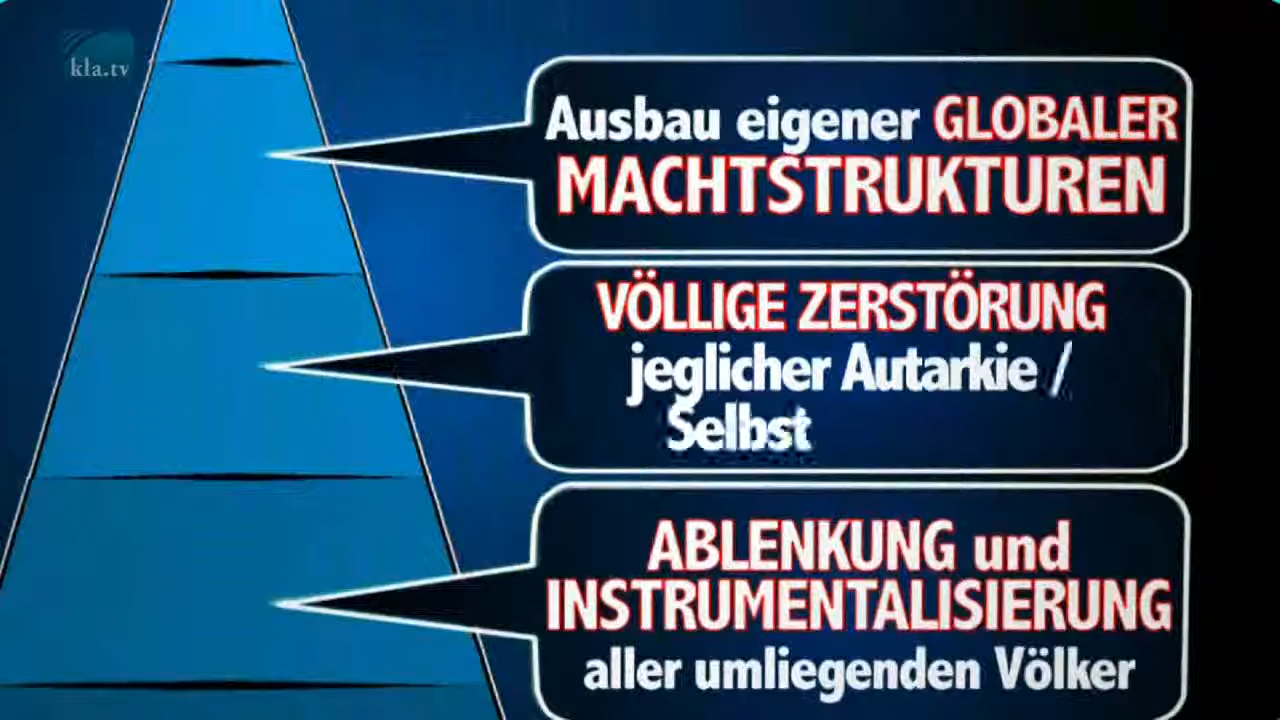 kla.tv
Ausbau eigener GLOBALER
MACHTSTRUKTUREN
VÖLLIGE ZERSTÖRUNG
jeglicher Autarkie /
Selbst
ABLENKUNG und
INSTRUMENTALISIERUNG
aller umliegenden Völker